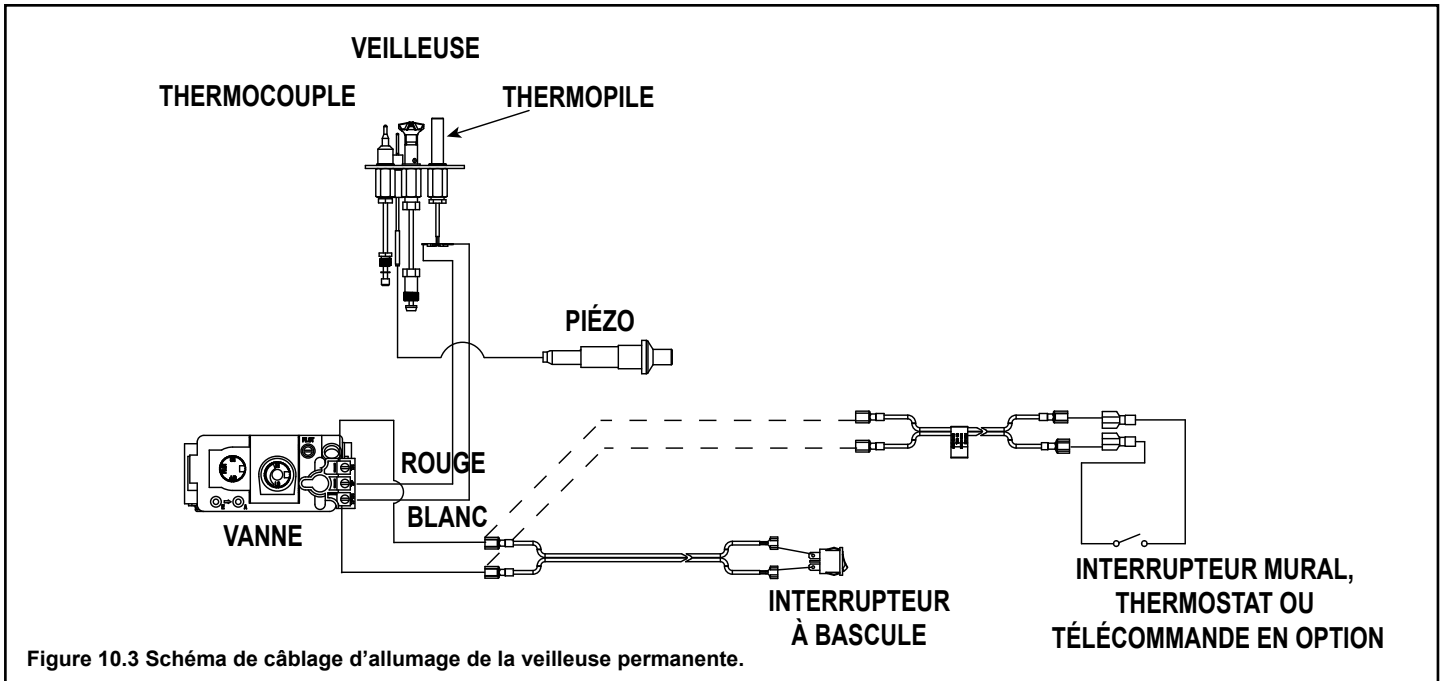 VEILLEUSE
THERMOCOUPLE
THERMOPILE
PIÉZO
PILOT
ROUGE
BLANC
VANNE
INTERRUPTEUR
À BASCULE
INTERRUPTEUR MURAL,
THERMOSTAT OU
TÉLÉCOMMANDE EN OPTION
Figure 10.3 Schéma de câblage d’allumage de la veilleuse permanente.